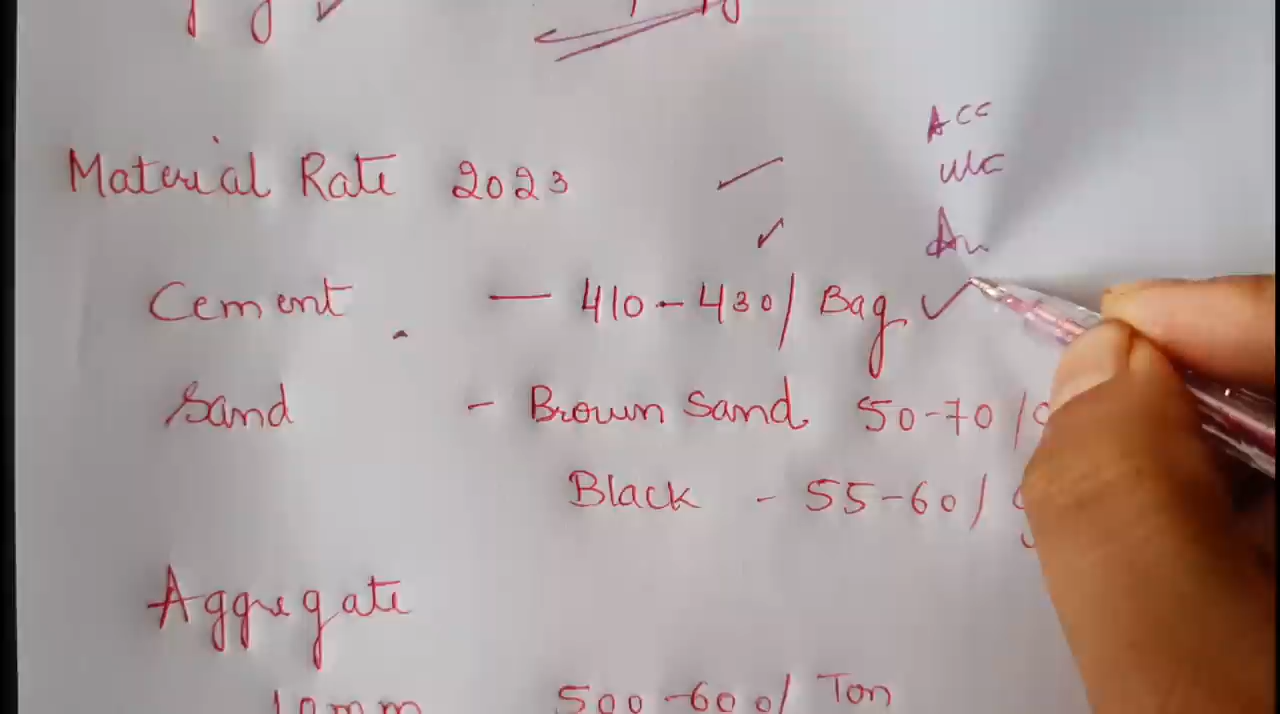 ACC
Material Rate 2023
Cement - 410-430/ Bag
Sand - Brown Sand 50-70/
Black - 55-60/
Aggregate
10mm 500-600/ Ton